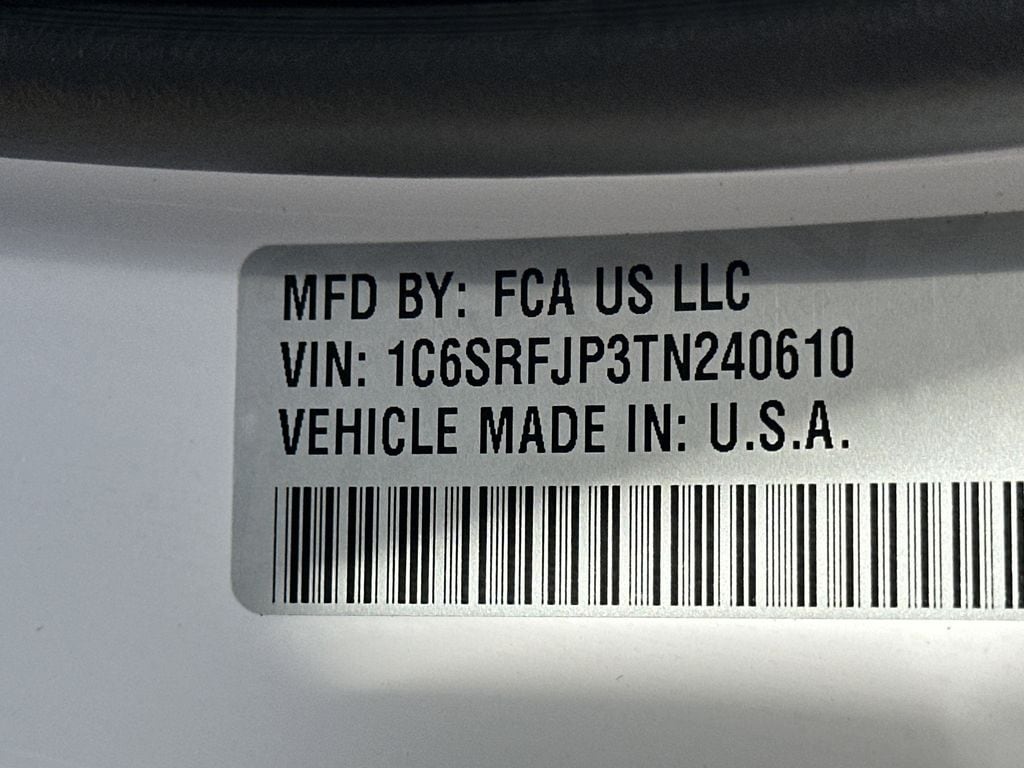 MFD BY: FCA US LLC
VIN: 1C6SRFJP3TN240610
VEHICLE MADE IN: U.S.A.